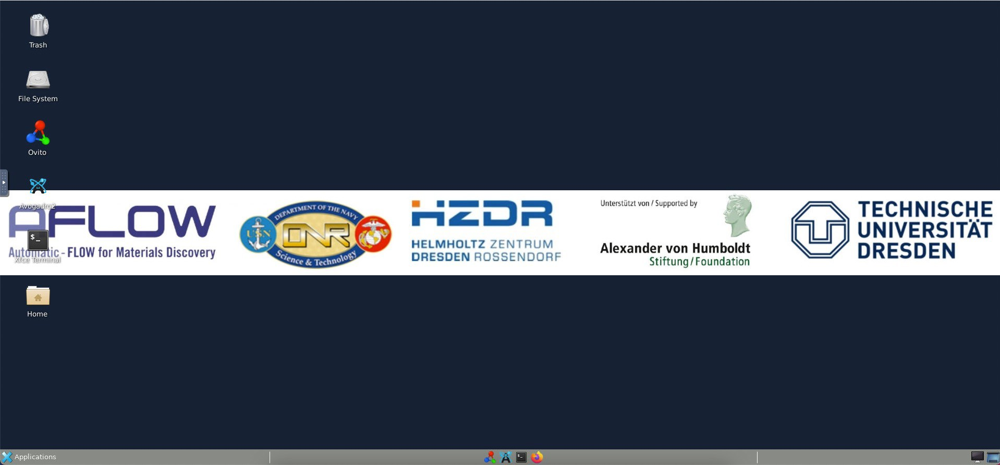 Trash
File System
Ovito
Avogadro2
AFLOW
Automatic - FLOW for Materials Discovery
$_
Xfce Terminal
DEPARTMENT OF THE NAVY
U.S.N
ONR
Science & Technology
HZDR
HELMHOLTZ ZENTRUM
DRESDEN ROSSENDORF
Unterstützt von / Supported by
Alexander von Humboldt
Stiftung/Foundation
TECHNISCHE
UNIVERSITÄT
DRESDEN
Home
Applications
$_